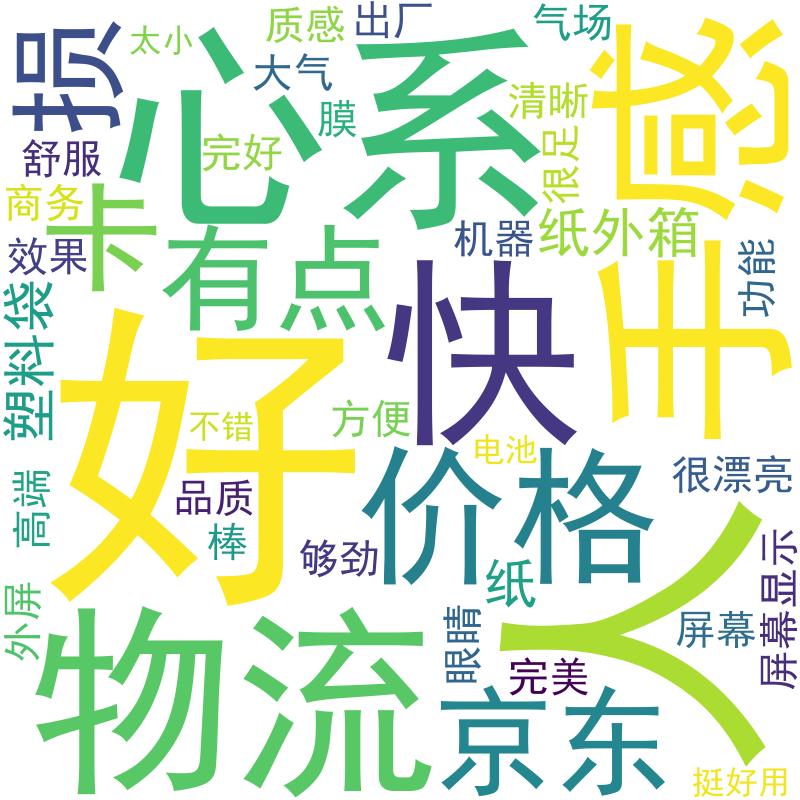 太小
质感
出厂
气场
损
心系
手感
大气
膜
清晰
很足
舒服
完好
商务
卡
有点
机器
纸外箱
效果
快
功能
塑料袋
好
不错
方便
电池
高端
品质
价格
很漂亮
棒
够劲
纸
人
外屏
物流
眼睛
屏幕
屏幕显示
完美
京东
挺好用